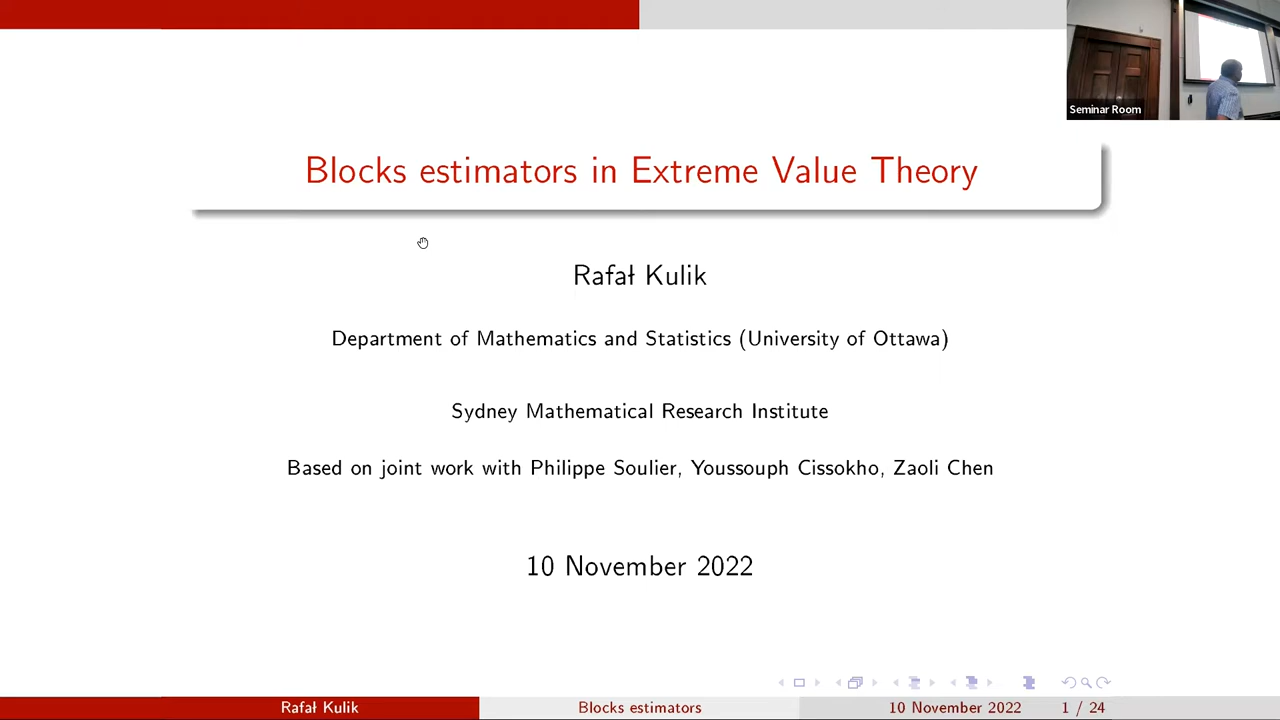 Seminar Room
Blocks estimators in Extreme Value Theory
Rafał Kulik
Department of Mathematics and Statistics (University of Ottawa)
Sydney Mathematical Research Institute
Based on joint work with Philippe Soulier, Youssouph Cissokho, Zaoli Chen
10 November 2022
Rafał Kulik Blocks estimators 10 November 2022 1 / 24